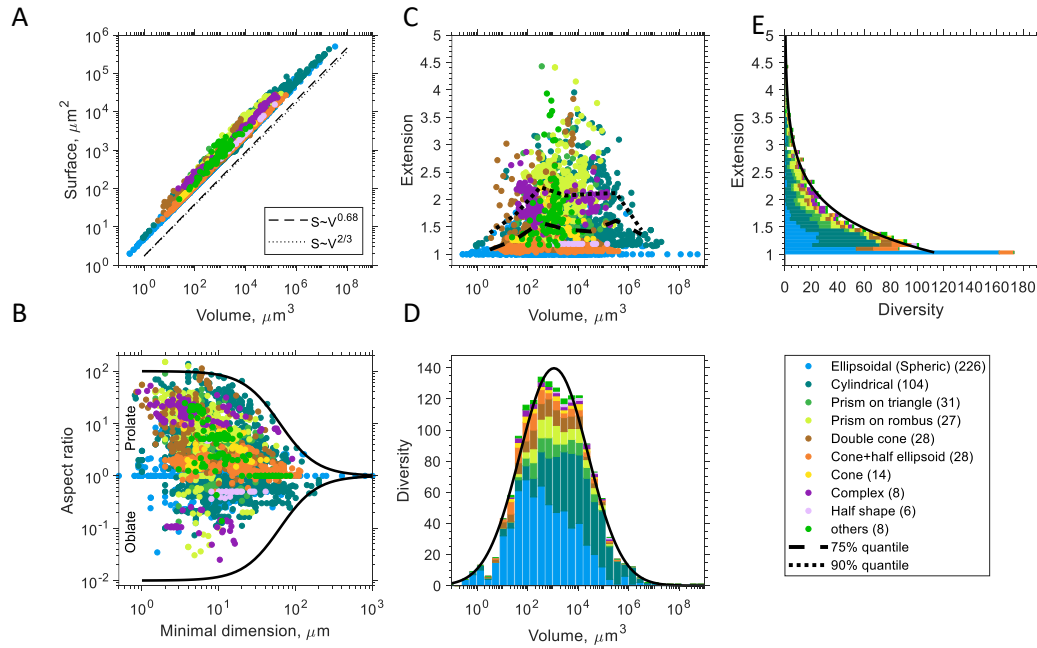 A
10^6
10^5
10^4
10^3
10^2
10^1
10^0
Surface, μm^2
S~V^0.68
S~V^2/3
10^0 10^2 10^4 10^6 10^8
Volume, μm^3
C
5
4.5
4
3.5
3
2.5
2
1.5
1
Extension
10^0 10^2 10^4 10^6 10^8
Volume, μm^3
E
5
4.5
4
3.5
3
2.5
2
1.5
1
Extension
0 20 40 60 80 100 120 140 160 180
Diversity
B
10^2
10^1
10^0
10^-1
10^-2
Aspect ratio
Prolate
Oblate
10^0 10^1 10^2 10^3
Minimal dimension, μm
D
140
120
100
80
60
40
20
0
Diversity
10^0 10^2 10^4 10^6 10^8
Volume, μm^3
Ellipsoidal (Spheric) (226)
Cylindrical (104)
Prism on triangle (31)
Prism on rombus (27)
Double cone (28)
Cone+half ellipsoid (28)
Cone (14)
Complex (8)
Half shape (6)
others (8)
75% quantile
90% quantile